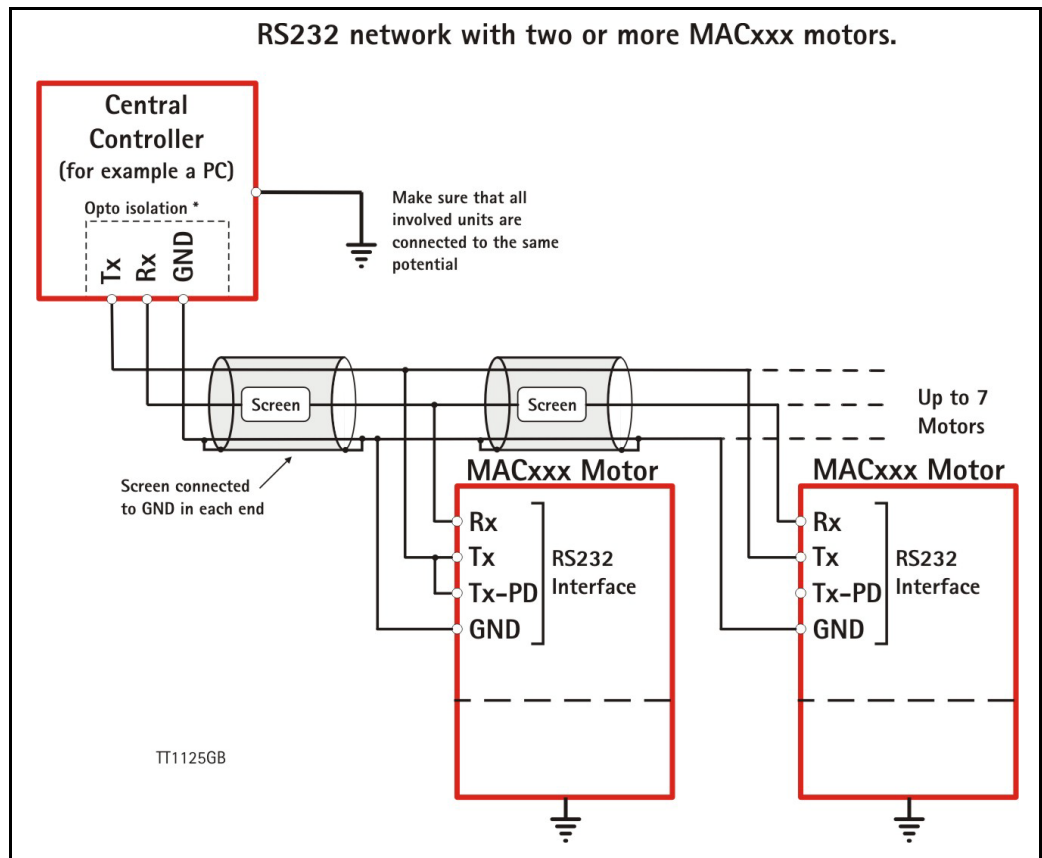 RS232 network with two or more MACxxx motors.
Central
Controller
(for example a PC)
Opto isolation *
Tx
Rx
GND
Make sure that all
involved units are
connected to the same
potential
Screen
Screen
Up to 7
Motors
Screen connected
to GND in each end
MACxxx Motor
Rx
Tx
Tx-PD
GND
RS232
Interface
MACxxx Motor
Rx
Tx
Tx-PD
GND
RS232
Interface
TT1125GB